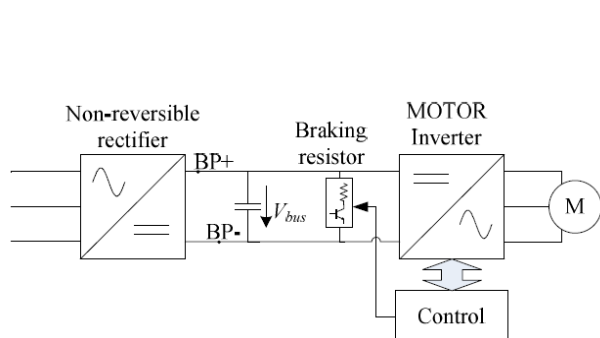 Non-reversible
rectifier
BP+
BP-
Vbus
Braking
resistor
MOTOR
Inverter
M
Control